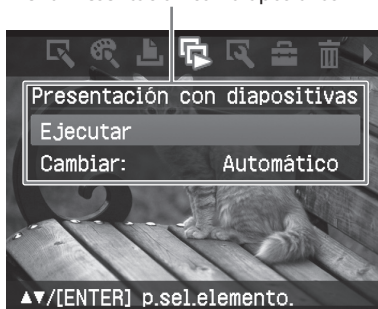 Presentación con diapositivas
Ejecutar
Cambiar: Automático
▲▼/[ENTER] p.sel.elemento.